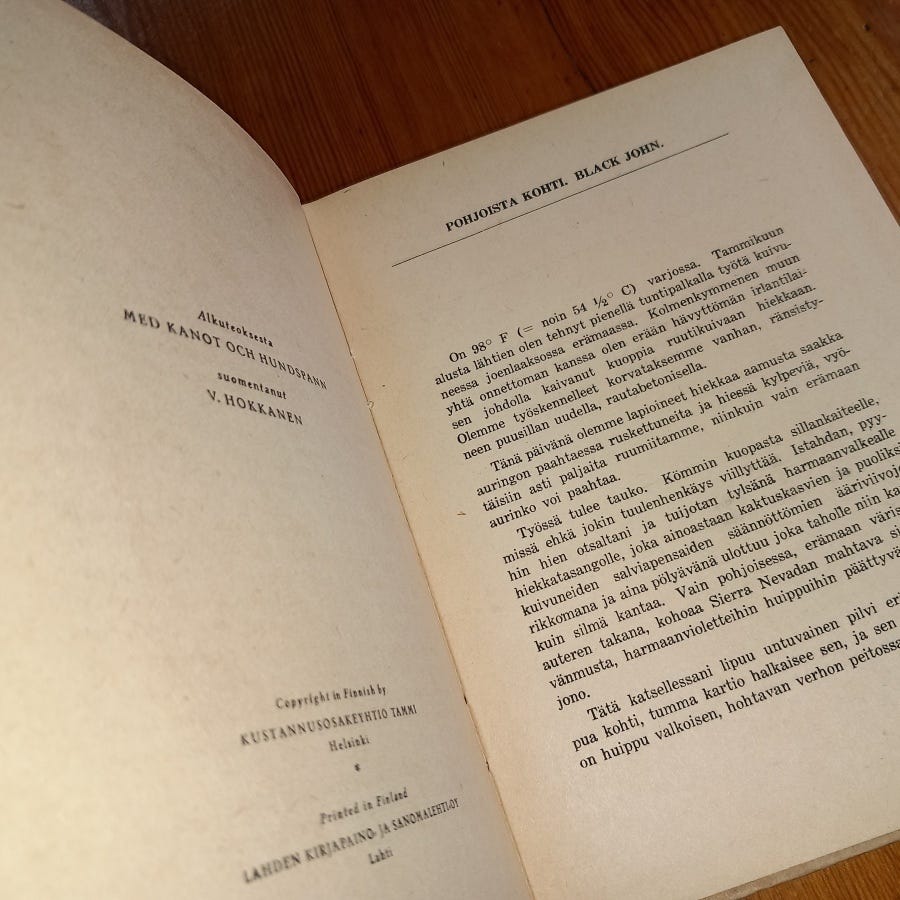 Alkuteoksesta
MED KANOT OCH HUNDSPANN
suomentanut
V. HOKKANEN
Copyright in Finnish by
KUSTANNUSOSAKEYHTIÖ TAMMI
Helsinki
*
Printed in Finland
LAHDEN KIRJAPAINO- JA SANOMALEHTI-OY
Lahti
POHJOISTA KOHTI. BLACK JOHN.
On 98° F (= noin 54 ½° C) varjossa. Tammikuun
alusta lähtien olen tehnyt pienellä tuntipalkalla työtä kuivu-
neessa joenlaaksossa erämaassa. Kolmenkymmenen muun
yhtä onnettoman kanssa olen erään hävyttömän irlantilai-
sen johdolla kaivanut kuoppia ruutikuivaan hiekkaan.
Olemme työskennelleet korvataksemme vanhan, ränsisty-
neen puusillan uudella, rautabetonisella.
Tänä päivänä olemme lapioineet hiekkaa aamusta saakka
auringon paahtaessa ruskettuneita ja hiessä kylpeviä, vyö-
täisiin asti paljaita ruumiitamme, niinkuin vain erämaan
aurinko voi paahtaa.
Työssä tulee tauko. Kömmin kuopasta sillankaiteelle,
missä ehkä jokin tuulenhenkäys viillyttää. Istahdan, pyy-
hin hien otsaltani ja tuijotan tylsänä harmaanvalkealle
hiekkatasangolle, joka ainoastaan kaktuskasvien ja puoliksi
kuivuneiden salviapensaiden säännöttömien ääriviivojen
rikkomana ja aina pölyävänä ulottuu joka taholle niin ka
kuin silmä kantaa. Vain pohjoisessa, erämaan väris
auteren takana, kohoaa Sierra Nevadan mahtava si
vänmusta, harmaanvioletteihin huippuihin päättyvä
jono.
Tätä katsellessani lipuu untuvainen pilvi eri
pua kohti, tumma kartio halkaisee sen, ja sen
on huippu valkoisen, hohtavan verhon peitossa